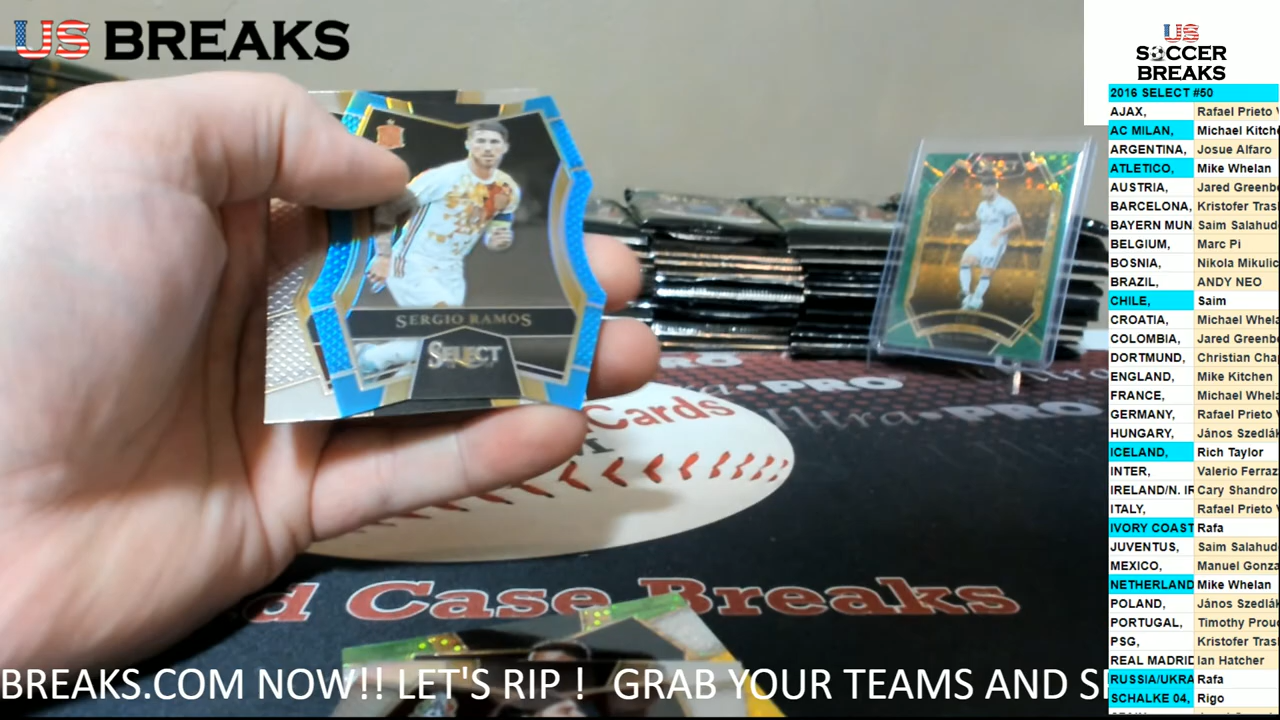 US BREAKS
US
SOCCER
BREAKS
2016 SELECT #50
AJAX, Rafael Prieto V
AC MILAN, Michael Kitche
ARGENTINA, Josue Alfaro
ATLETICO, Mike Whelan
AUSTRIA, Jared Greenb
BARCELONA, Kristofer Tras
BAYERN MUN Saim Salahud
BELGIUM, Marc Pi
BOSNIA, Nikola Mikulic
BRAZIL, ANDY NEO
CHILE, Saim
CROATIA, Michael Whela
COLOMBIA, Jared Greenb
DORTMUND, Christian Cha
ENGLAND, Mike Kitchen
FRANCE, Michael Whela
GERMANY, Rafael Prieto V
HUNGARY, János Szedlák
ICELAND, Rich Taylor
INTER, Valerio Ferraz
IRELAND/N. IR Cary Shandro
ITALY, Rafael Prieto V
IVORY COAST Rafa
JUVENTUS, Saim Salahud
MEXICO, Manuel Gonza
NETHERLAND Mike Whelan
POLAND, János Szedlák
PORTUGAL, Timothy Prou
PSG, Kristofer Tras
REAL MADRID Ian Hatcher
RUSSIA/UKRA Rafa
SCHALKE 04, Rigo
SERGIO RAMOS
SELECT
SELECT
PRO
Ultra PRO
Ultra PRO
Cards
d Case Breaks
BREAKS.COM NOW!! LET'S RIP ! GRAB YOUR TEAMS AND SP